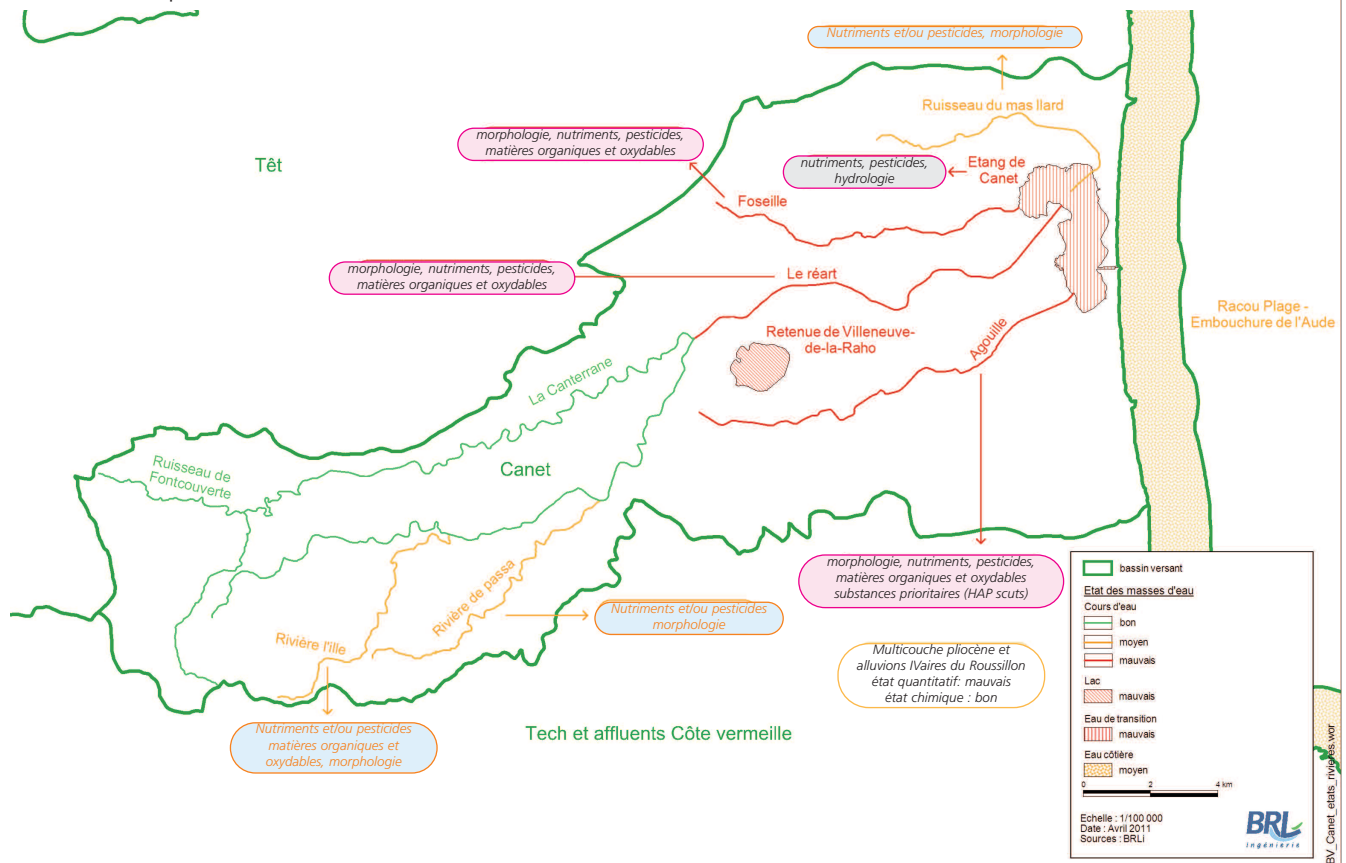 Nutriments et/ou pesticides, morphologie
Ruisseau du mas llard
morphologie, nutriments, pesticides,
matières organiques et oxydables
Têt
nutriments, pesticides,
hydrologie
Etang de
Canet
Foseille
morphologie, nutriments, pesticides,
matières organiques et oxydables
Le réart
Racou Plage -
Embouchure de l'Aude
Retenue de Villeneuve-
de-la-Raho
Agouille
La Canterrane
Canet
Ruisseau de
Fontcouverte
Rivière de passa
Rivière l'ille
morphologie, nutriments, pesticides,
matières organiques et oxydables
substances prioritaires (HAP scuts)
Nutriments et/ou pesticides
morphologie
Multicouche pliocène et
alluvions IVaires du Roussillon
état quantitatif: mauvais
état chimique : bon
Nutriments et/ou pesticides
matières organiques et
oxydables, morphologie
Tech et affluents Côte vermeille
bassin versant
Etat des masses d'eau
Cours d'eau
bon
moyen
mauvais
Lac
mauvais
Eau de transition
mauvais
Eau côtière
moyen
0 2 4 km
Echelle : 1/100 000
Date : Avril 2011
Sources : BRLi
BRL
Ingénierie
BV_Canet_etats_rivieres.wor